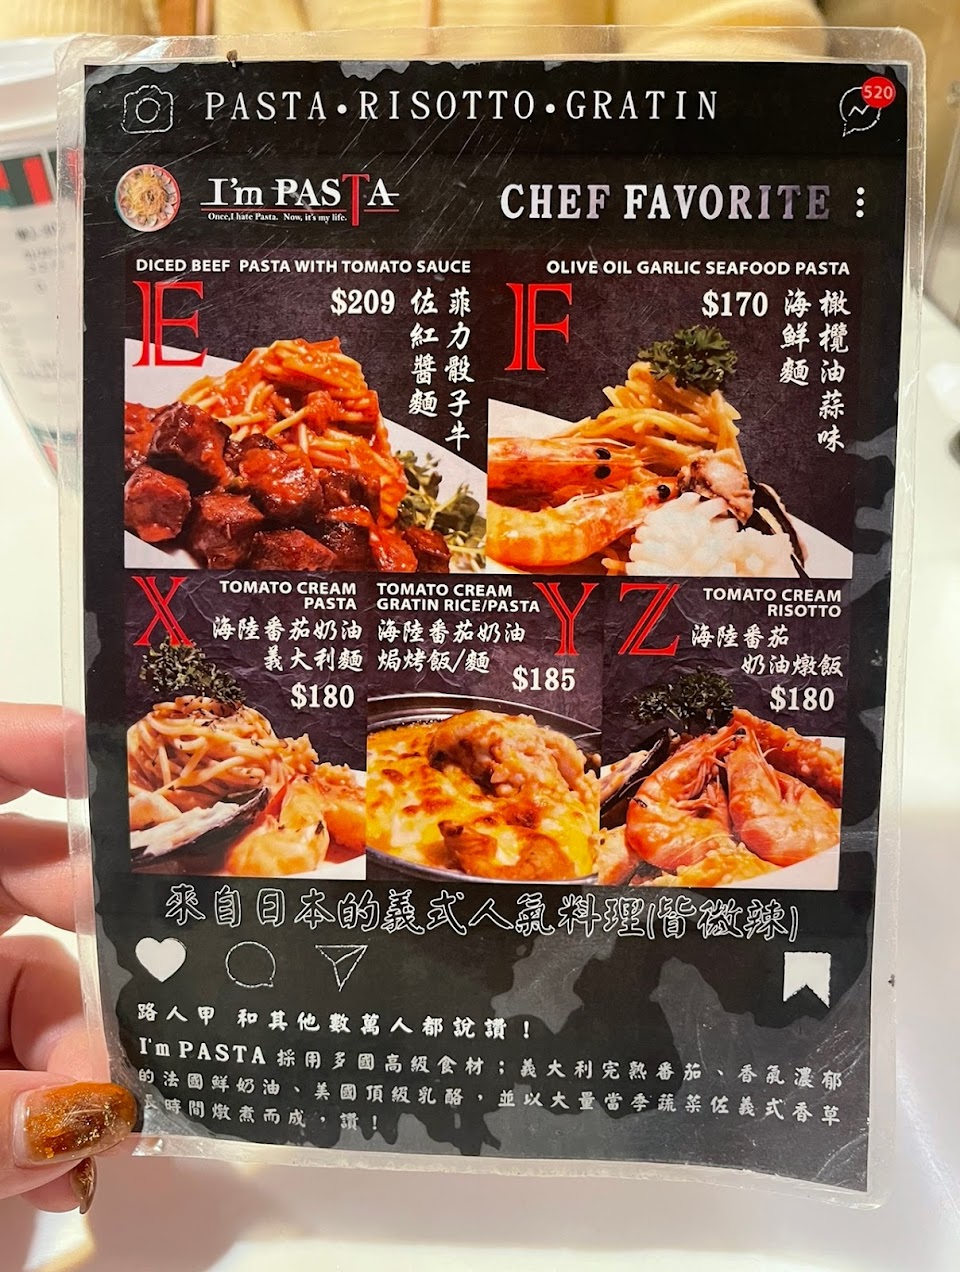 PASTA•RISOTTO•GRATIN
520
I'm PASTA
Once,I hate Pasta. Now, it's my life.
CHEF FAVORITE
DICED BEEF PASTA WITH TOMATO SAUCE
E
$209
菲力骰子牛
佐紅醬麵
OLIVE OIL GARLIC SEAFOOD PASTA
F
$170
橄欖油蒜味
海鮮麵
X
TOMATO CREAM
PASTA
海陸番茄奶油
義大利麵
$180
TOMATO CREAM
GRATIN RICE/PASTA
Y
海陸番茄奶油
焗烤飯/麵
$185
Z
TOMATO CREAM
RISOTTO
海陸番茄
奶油燉飯
$180
來自日本的義式人氣料理(皆微辣)
路人甲 和其他數萬人都說讚！
I'm PASTA 採用多國高級食材；義大利完熟番茄、香氣濃郁
的法國鮮奶油、美國頂級乳酪，並以大量當季蔬菜佐義式香草
時間燉煮而成，讚！